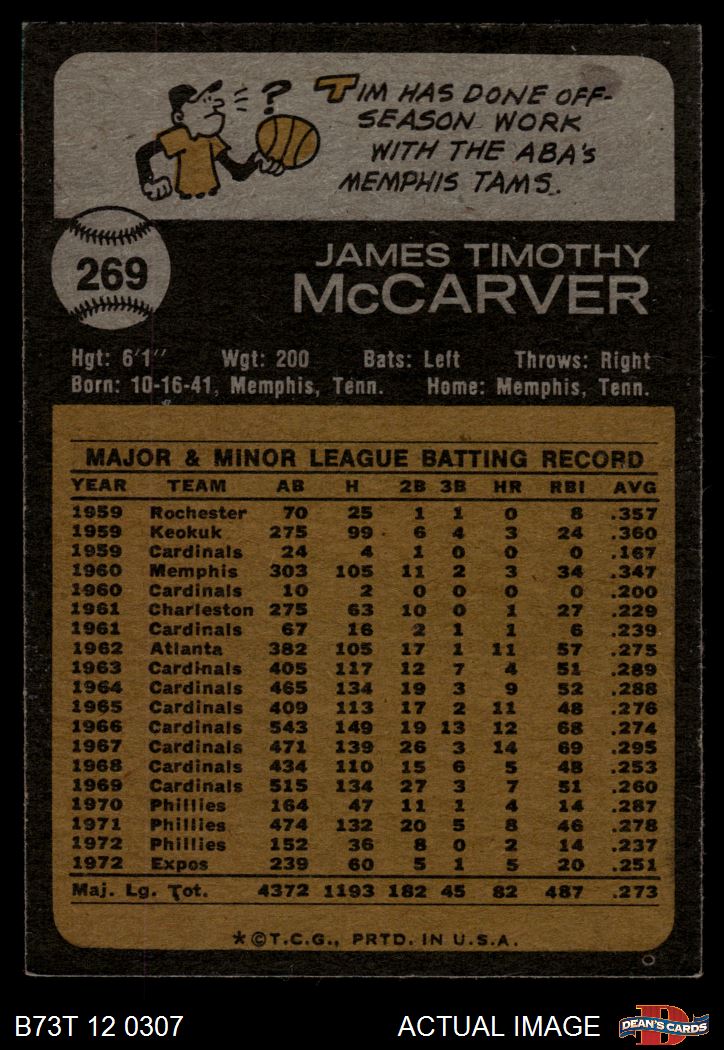 ? TIM HAS DONE OFF-
SEASON WORK
WITH THE ABA'S
MEMPHIS TAMS.
269
JAMES TIMOTHY
McCARVER
Hgt: 6'1" Wgt: 200 Bats: Left Throws: Right
Born: 10-16-41, Memphis, Tenn. Home: Memphis, Tenn.
MAJOR & MINOR LEAGUE BATTING RECORD
YEAR TEAM AB H 2B 3B HR RBI AVG
1959 Rochester 70 25 1 1 0 8 .357
1959 Keokuk 275 99 6 4 3 24 .360
1959 Cardinals 24 4 1 0 0 0 .167
1960 Memphis 303 105 11 2 3 34 .347
1960 Cardinals 10 2 0 0 0 0 .200
1961 Charleston 275 63 10 0 1 27 .229
1961 Cardinals 67 16 2 1 1 6 .239
1962 Atlanta 382 105 17 1 11 57 .275
1963 Cardinals 405 117 12 7 4 51 .289
1964 Cardinals 465 134 19 3 9 52 .288
1965 Cardinals 409 113 17 2 11 48 .276
1966 Cardinals 543 149 19 13 12 68 .274
1967 Cardinals 471 139 26 3 14 69 .295
1968 Cardinals 434 110 15 6 5 48 .253
1969 Cardinals 515 134 27 3 7 51 .260
1970 Phillies 164 47 11 1 4 14 .287
1971 Phillies 474 132 20 5 8 46 .278
1972 Phillies 152 36 8 0 2 14 .237
1972 Expos 239 60 5 1 5 20 .251
Maj. Lg. Tot. 4372 1193 182 45 82 487 .273
*©T.C.G., PRTD. IN U.S.A.
B73T 12 0307 ACTUAL IMAGE D DEAN'S CARDS